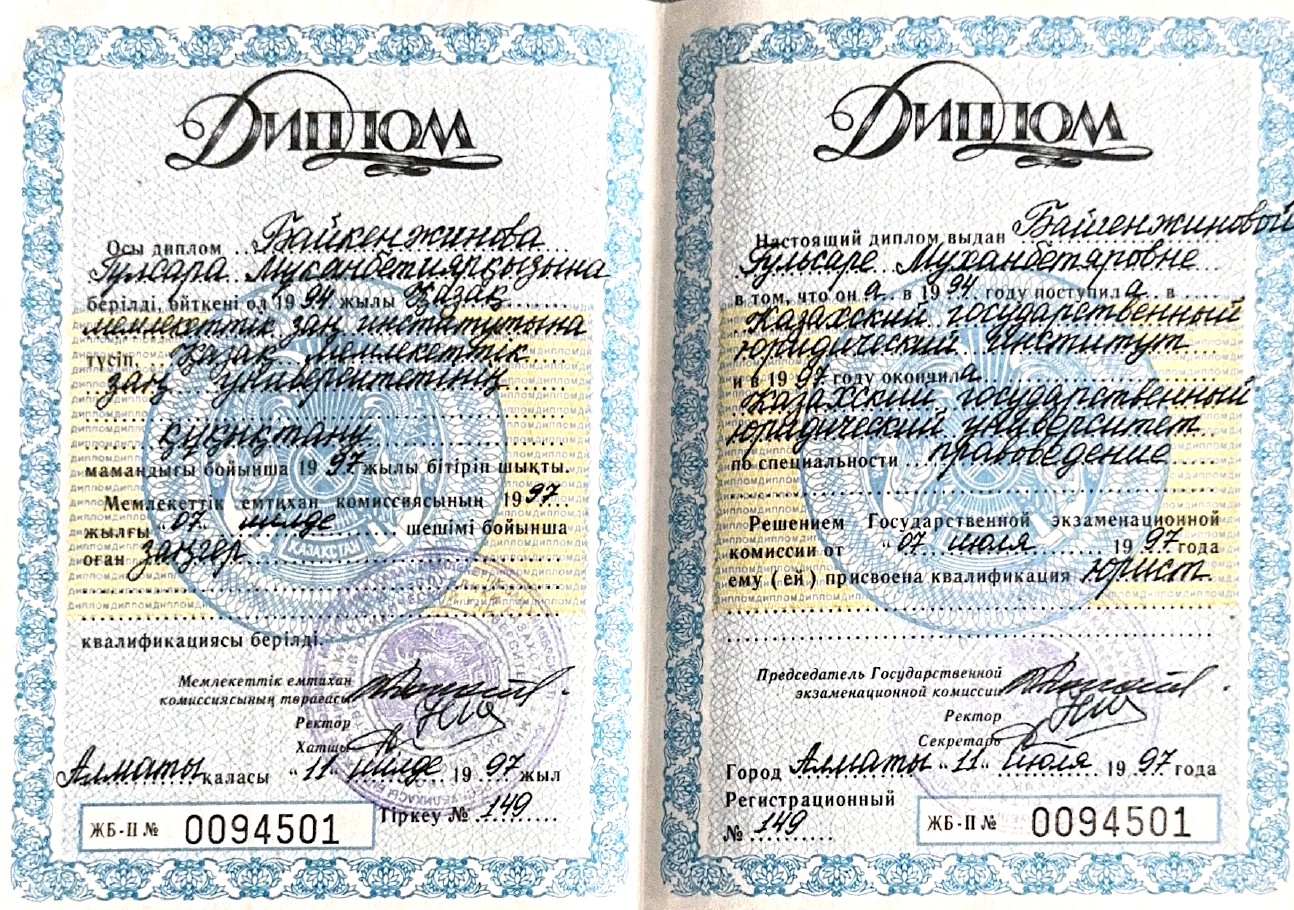 Диплом
Осы диплом Байкенжинова
Гулсара Муханбетиярқызына
берілді, өйткені ол 1994 жылы Қазақ
мемлекеттік заң институтына
түсіп, Қазақ мемлекеттік
заң университетінің
құқықтану
мамандығы бойынша 1997 жылы бітіріп шықты.
Мемлекеттік емтихан комиссиясының 1997
жылғы 07 шілде шешімі бойынша
оған заңгер
квалификациясы берілді.
Мемлекеттік емтихан
комиссиясының төрағасы
Ректор
Хатшы
Алматы қаласы "11" шілде 1997 жыл
ЖБ-II № 0094501 Тіркеу № 149
ҚАЗАҚСТАН
Диплом
Настоящий диплом выдан Байкенжиновой
Гульсаре Муханбетяровне
в том, что он а в 1994 году поступил а в
Казахский государственный
юридический институт
и в 1997 году окончила
Казахский государственный
юридический университет
по специальности правоведение
Решением Государственной экзаменационной
комиссии от "07 июля 1997 года
ему ( ей ) присвоена квалификация юрист
Председатель Государственной
экзаменационной комиссии
Ректор
Секретарь
Город Алматы "11" июля 1997 года
Регистрационный
№ 149
ЖБ-II № 0094501